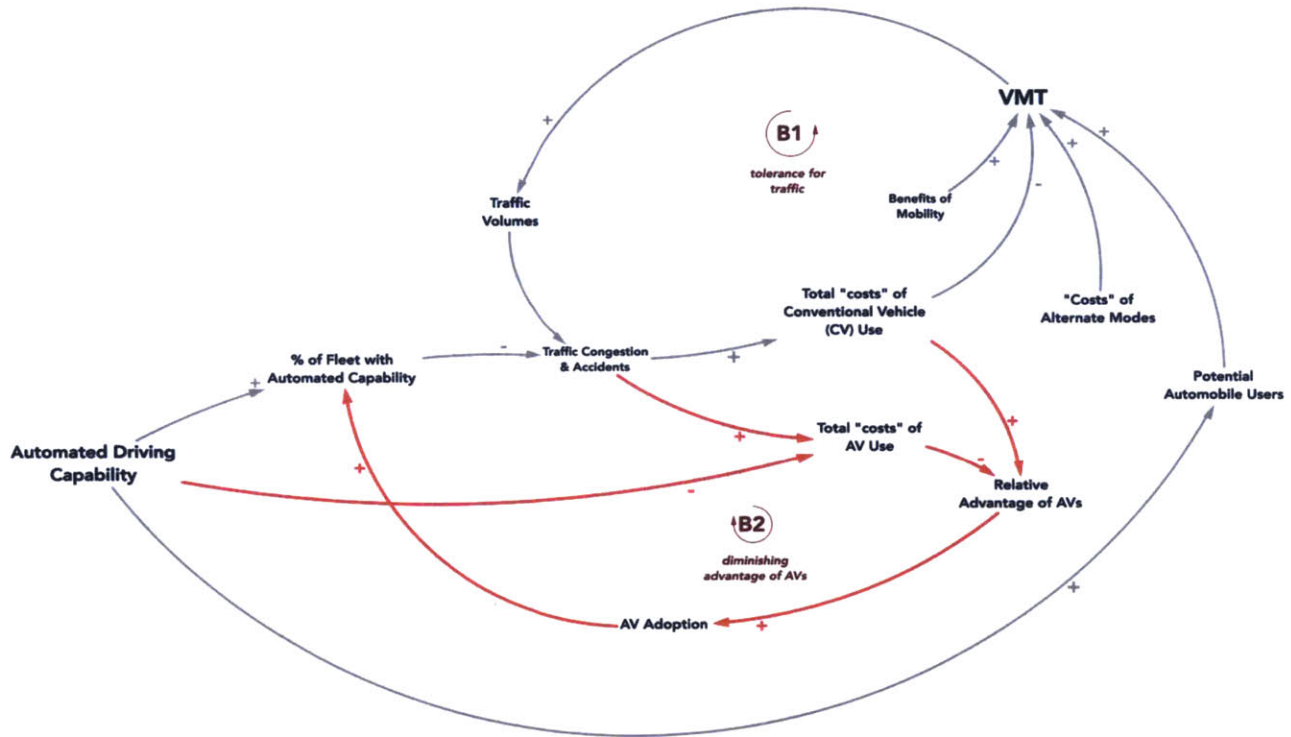 VMT
+
B1
tolerance for
traffic
+
+
+
-
Benefits of
Mobility
Traffic
Volumes
Total "costs" of
Conventional Vehicle
(CV) Use
"Costs" of
Alternate Modes
-
Traffic Congestion
& Accidents
+
% of Fleet with
Automated Capability
+
Potential
Automobile Users
+
+
Total "costs" of
AV Use
-
Automated Driving
Capability
+
-
Relative
Advantage of AVs
B2
diminishing
advantage of AVs
+
AV Adoption
+